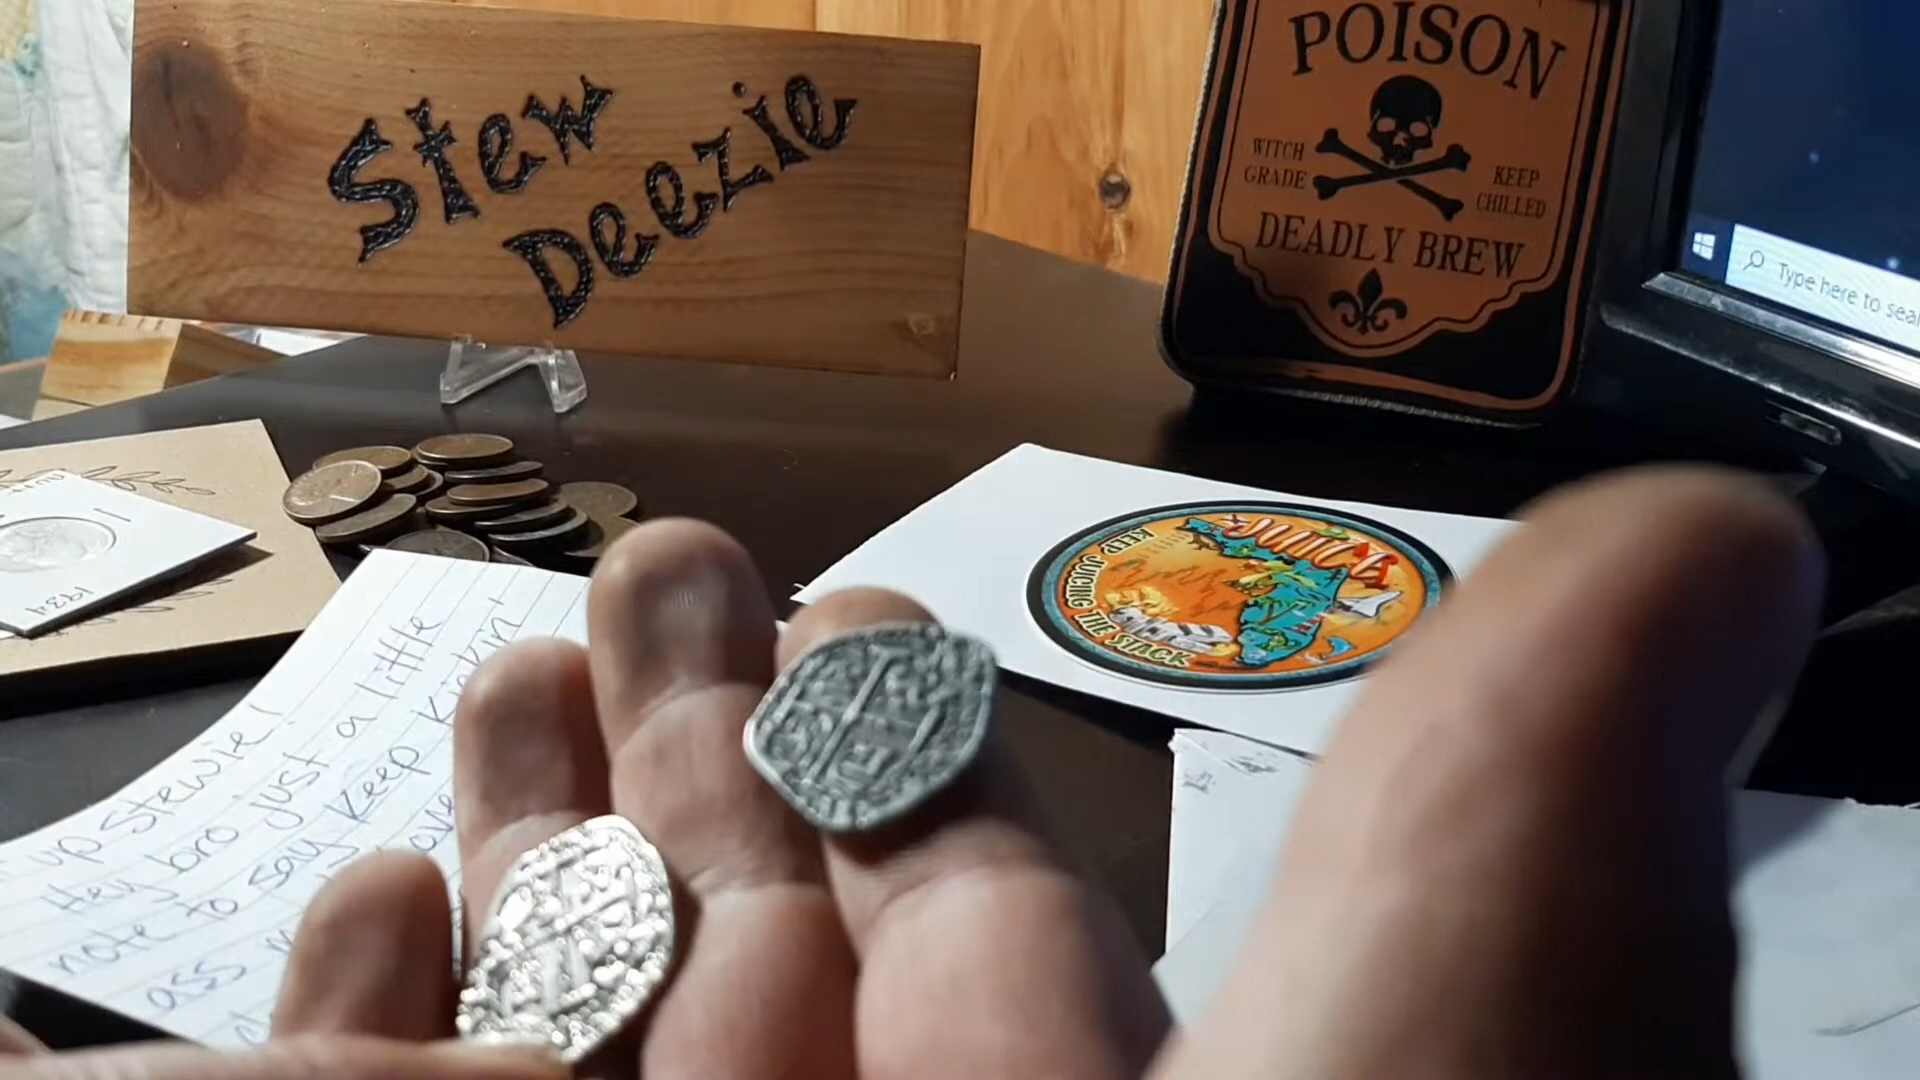 Stew
Deezie
POISON
WITCH
GRADE
KEEP
CHILLED
DEADLY BREW
Type here to sea
KEEP JUICING THE STACK
1934
up Stewie!
Hey bro just a little
note to say Keep Kickin'
ass